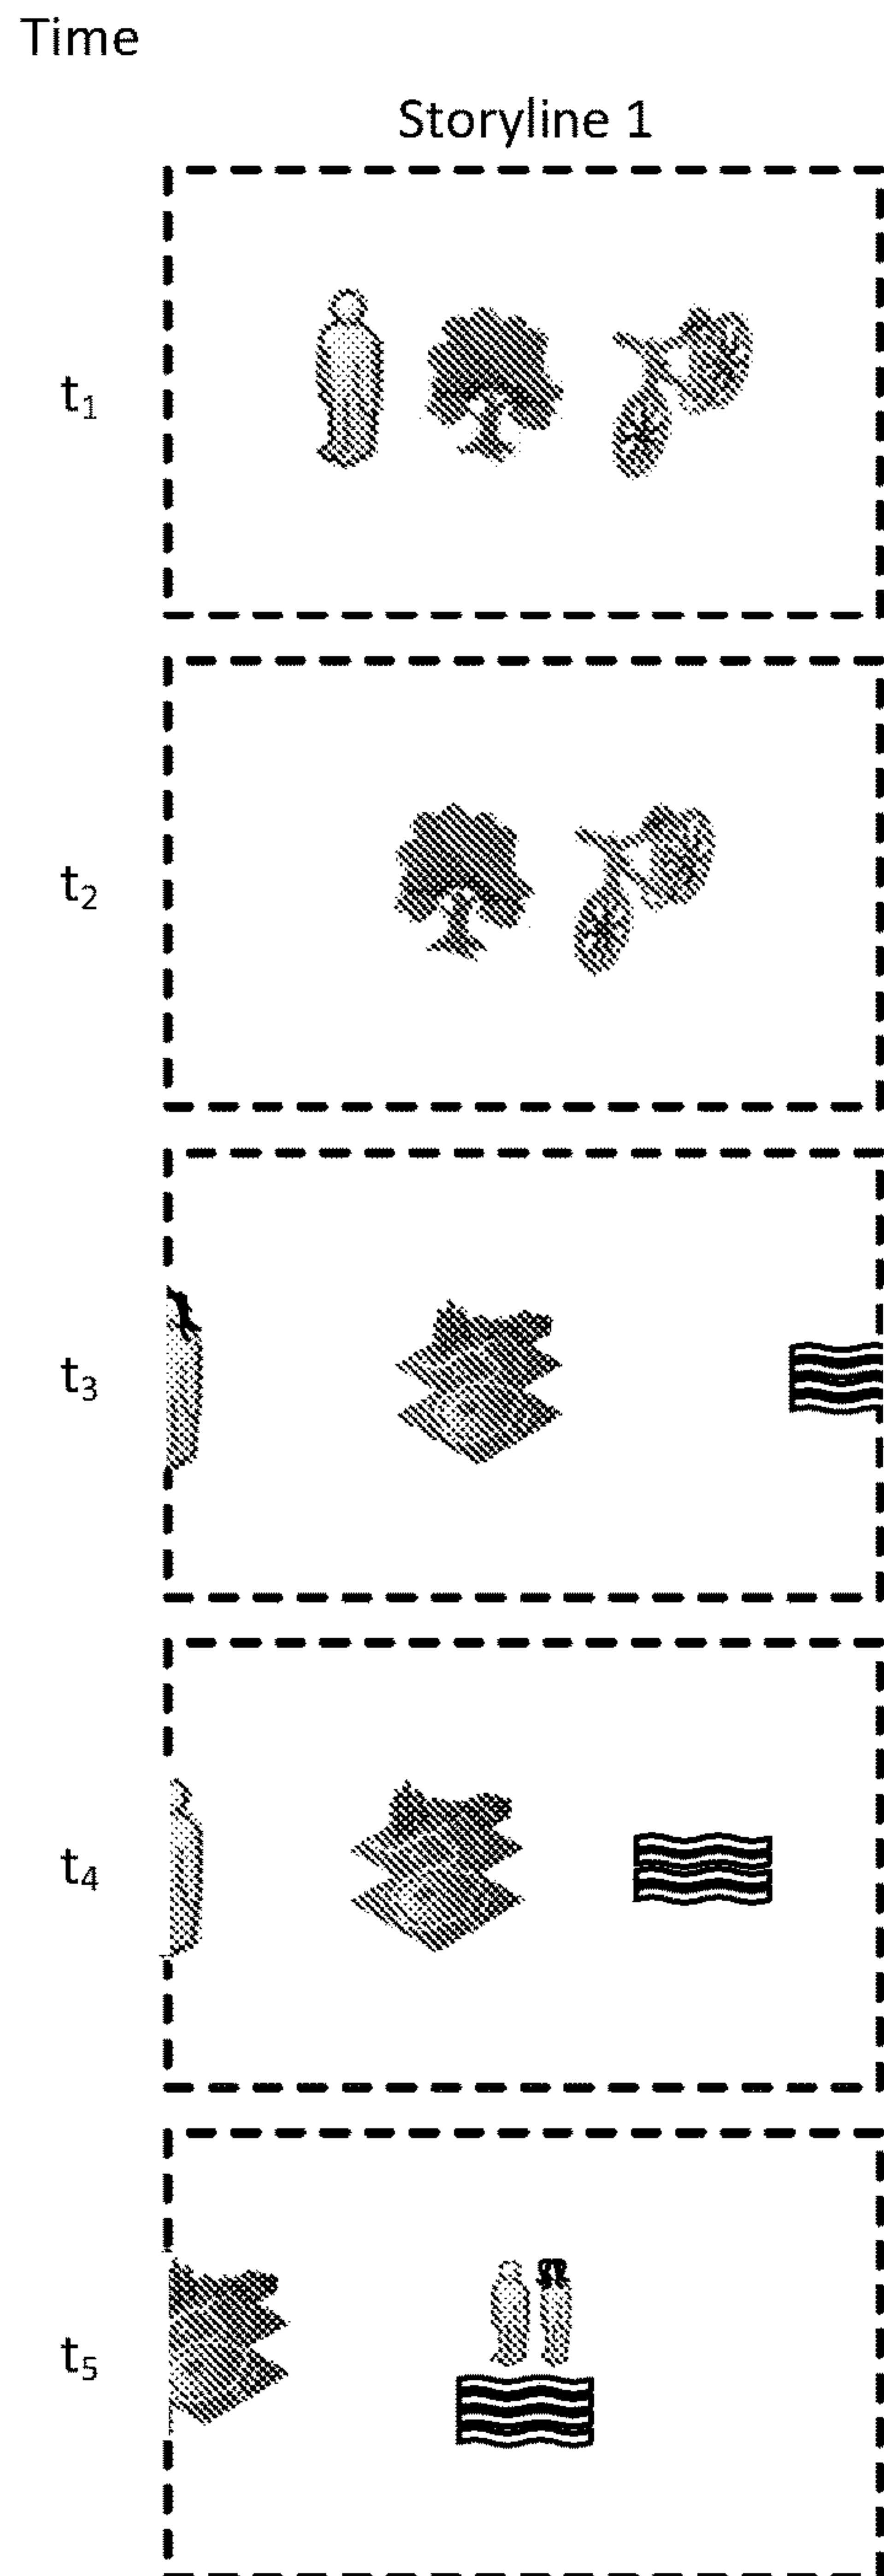 Time
Storyline 1
t₁
t₂
t₃
t₄
t₅